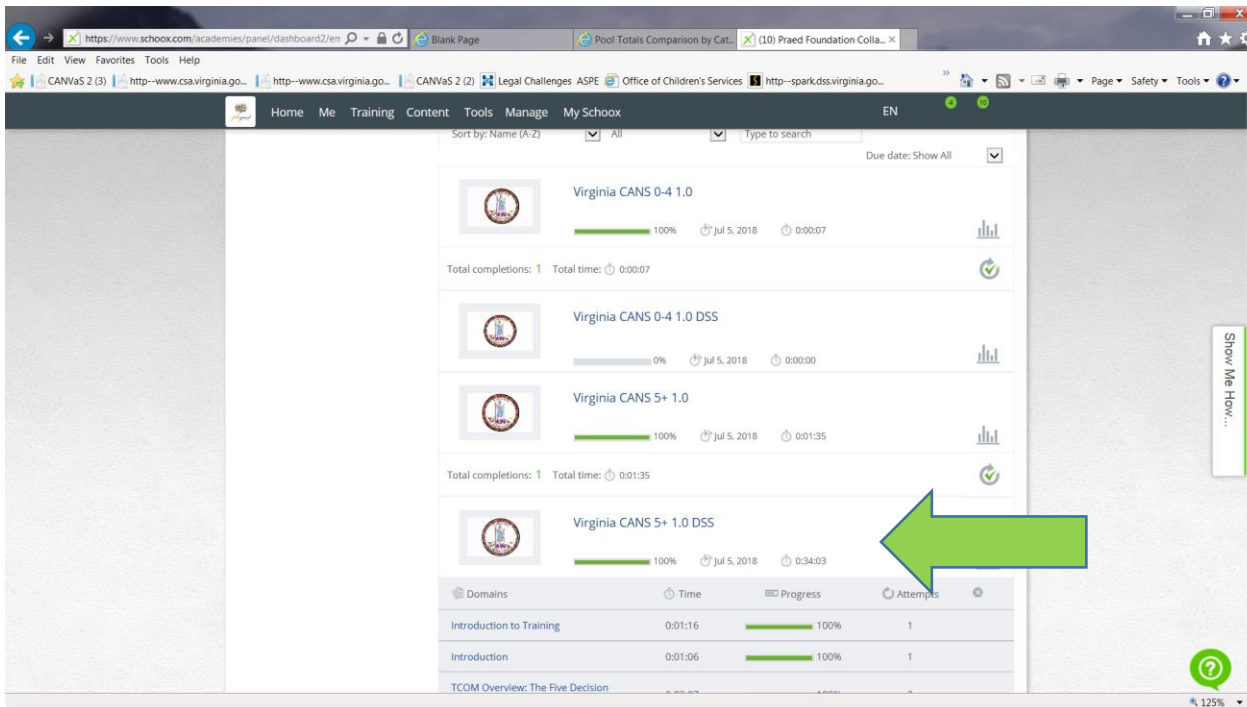 https://www.schoox.com/academies/panel/dashboard2/en
Blank Page
Pool Totals Comparison by Cat...
(10) Praed Foundation Colla...
File Edit View Favorites Tools Help
CANVaS 2 (3) http--www.csa.virginia.go... http--www.csa.virginia.go... CANVaS 2 (2) Legal Challenges ASPE Office of Children's Services http--spark.dss.virginia.go... Page Safety Tools
Home Me Training Content Tools Manage My Schoox EN 4 10
Sort by: Name (A-Z) All Type to search
Due date: Show All
Virginia CANS 0-4 1.0
100% Jul 5, 2018 0:00:07
Total completions: 1 Total time: 0:00:07
Virginia CANS 0-4 1.0 DSS
0% Jul 5, 2018 0:00:00
Virginia CANS 5+ 1.0
100% Jul 5, 2018 0:01:35
Total completions: 1 Total time: 0:01:35
Virginia CANS 5+ 1.0 DSS
100% Jul 5, 2018 0:34:03
Domains Time Progress Attempts
Introduction to Training 0:01:16 100% 1
Introduction 0:01:06 100% 1
TCOM Overview: The Five Decision
Show Me How...
125%